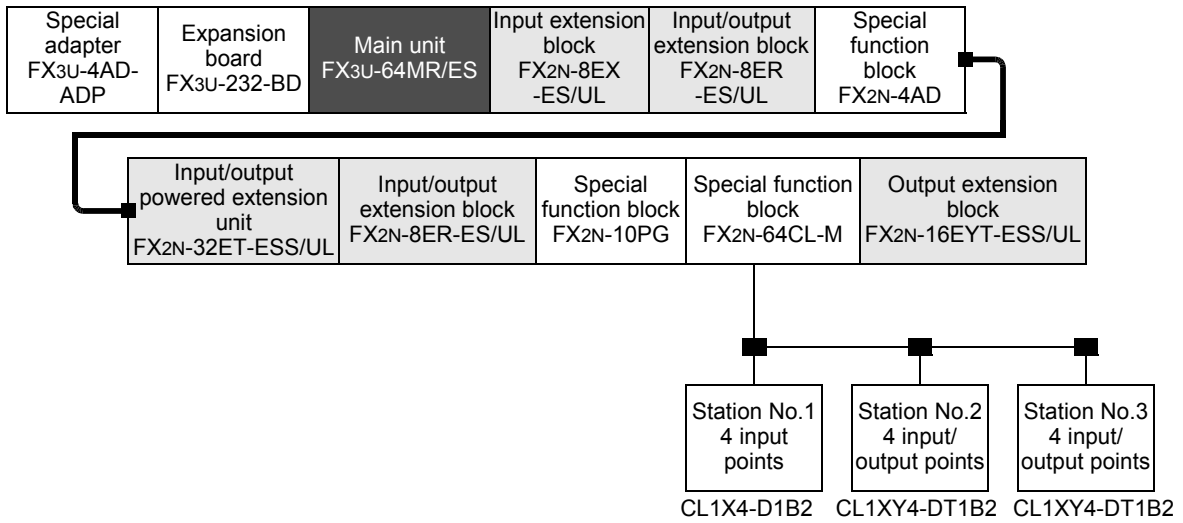 Special
adapter
FX3U-4AD-
ADP
Expansion
board
FX3U-232-BD
Main unit
FX3U-64MR/ES
Input extension
block
FX2N-8EX
-ES/UL
Input/output
extension block
FX2N-8ER
-ES/UL
Special
function
block
FX2N-4AD
Input/output
powered extension
unit
FX2N-32ET-ESS/UL
Input/output
extension block
FX2N-8ER-ES/UL
Special
function block
FX2N-10PG
Special function
block
FX2N-64CL-M
Output extension
block
FX2N-16EYT-ESS/UL
Station No.1
4 input
points
CL1X4-D1B2
Station No.2
4 input/
output points
CL1XY4-DT1B2
Station No.3
4 input/
output points
CL1XY4-DT1B2